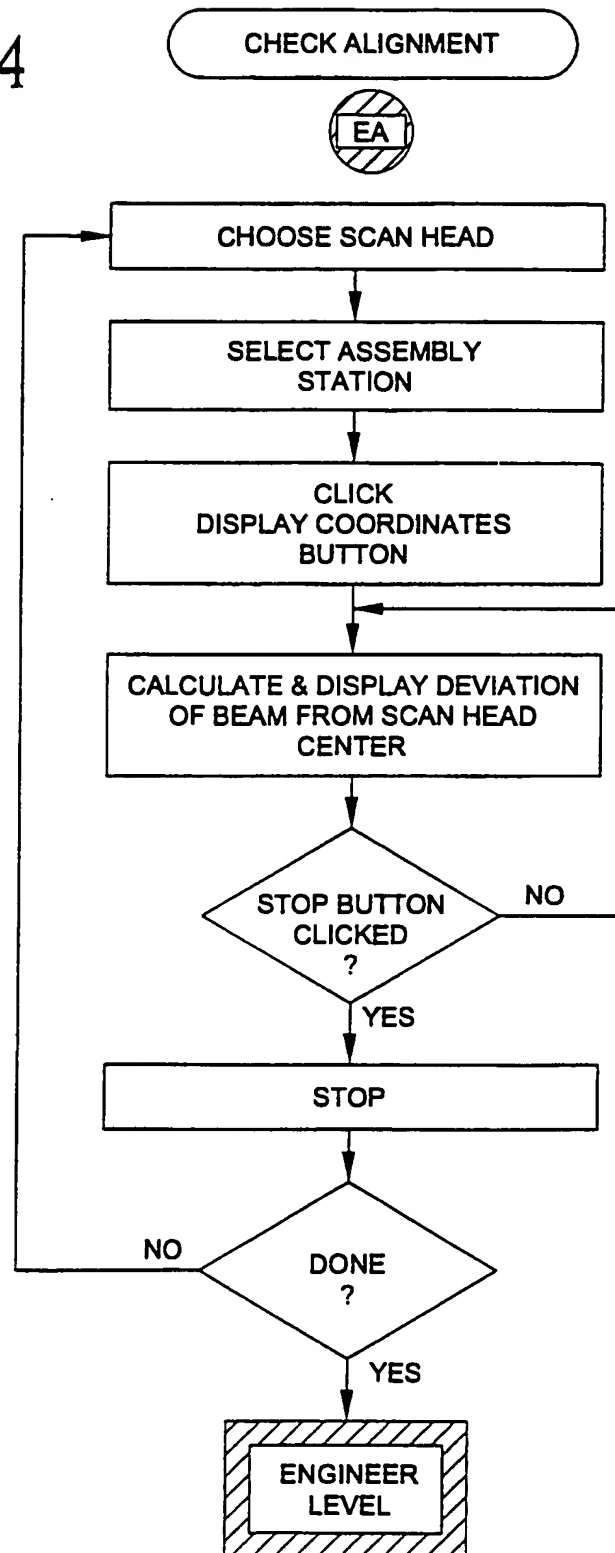 4
CHECK ALIGNMENT
EA
CHOOSE SCAN HEAD
SELECT ASSEMBLY
STATION
CLICK
DISPLAY COORDINATES
BUTTON
CALCULATE & DISPLAY DEVIATION
OF BEAM FROM SCAN HEAD
CENTER
STOP BUTTON
CLICKED
?
NO
YES
STOP
NO
DONE
?
YES
ENGINEER
LEVEL